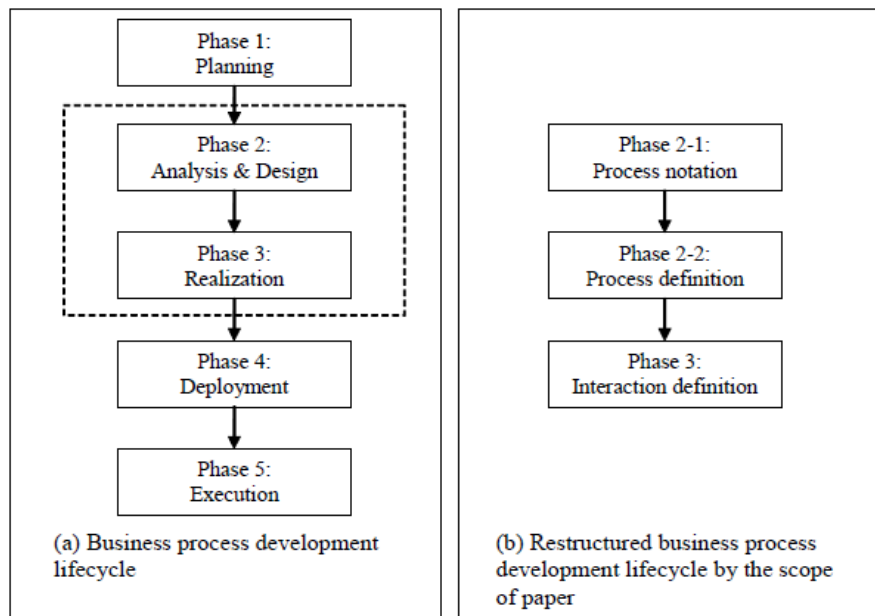 Phase 1:
Planning
Phase 2:
Analysis & Design
Phase 3:
Realization
Phase 4:
Deployment
Phase 5:
Execution
(a) Business process development
lifecycle
Phase 2-1:
Process notation
Phase 2-2:
Process definition
Phase 3:
Interaction definition
(b) Restructured business process
development lifecycle by the scope
of paper